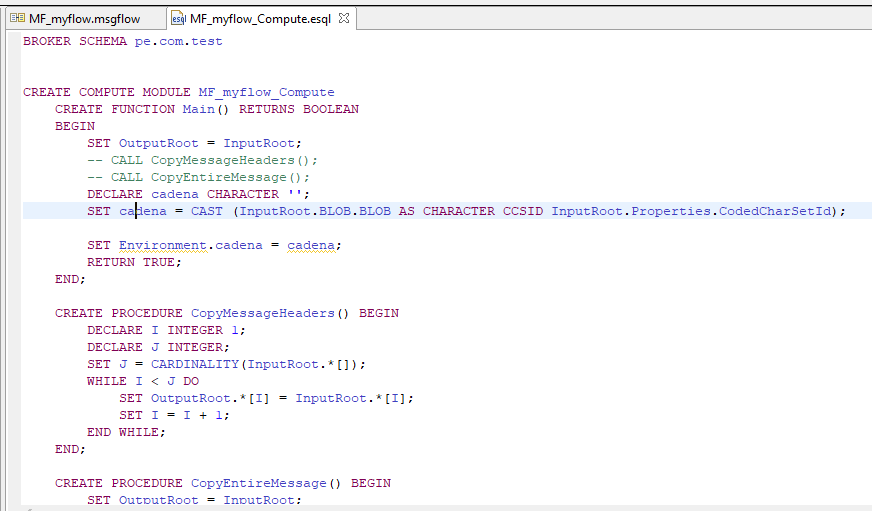 MF_myflow.msgflow
esql MF_myflow_Compute.esql
BROKER SCHEMA pe.com.test
CREATE COMPUTE MODULE MF_myflow_Compute
CREATE FUNCTION Main() RETURNS BOOLEAN
BEGIN
SET OutputRoot = InputRoot;
-- CALL CopyMessageHeaders();
-- CALL CopyEntireMessage();
DECLARE cadena CHARACTER '';
SET cadena = CAST (InputRoot.BLOB.BLOB AS CHARACTER CCSID InputRoot.Properties.CodedCharSetId);
SET Environment.cadena = cadena;
RETURN TRUE;
END;
CREATE PROCEDURE CopyMessageHeaders() BEGIN
DECLARE I INTEGER 1;
DECLARE J INTEGER;
SET J = CARDINALITY(InputRoot.*[]);
WHILE I < J DO
SET OutputRoot.*[I] = InputRoot.*[I];
SET I = I + 1;
END WHILE;
END;
CREATE PROCEDURE CopyEntireMessage() BEGIN
SET OutputRoot = InputRoot;